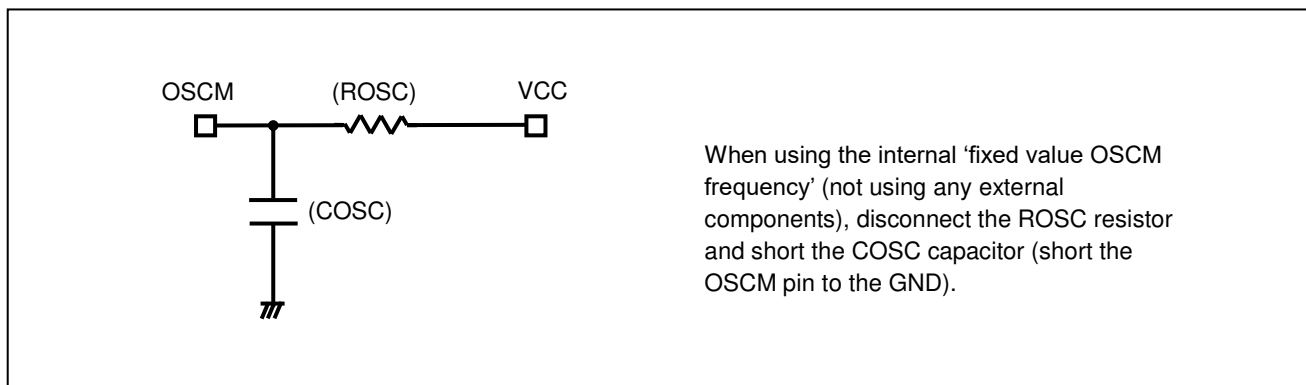 OSCM
(ROSC)
VCC
(COSC)
When using the internal ‘fixed value OSCM
frequency’ (not using any external
components), disconnect the ROSC resistor
and short the COSC capacitor (short the
OSCM pin to the GND).